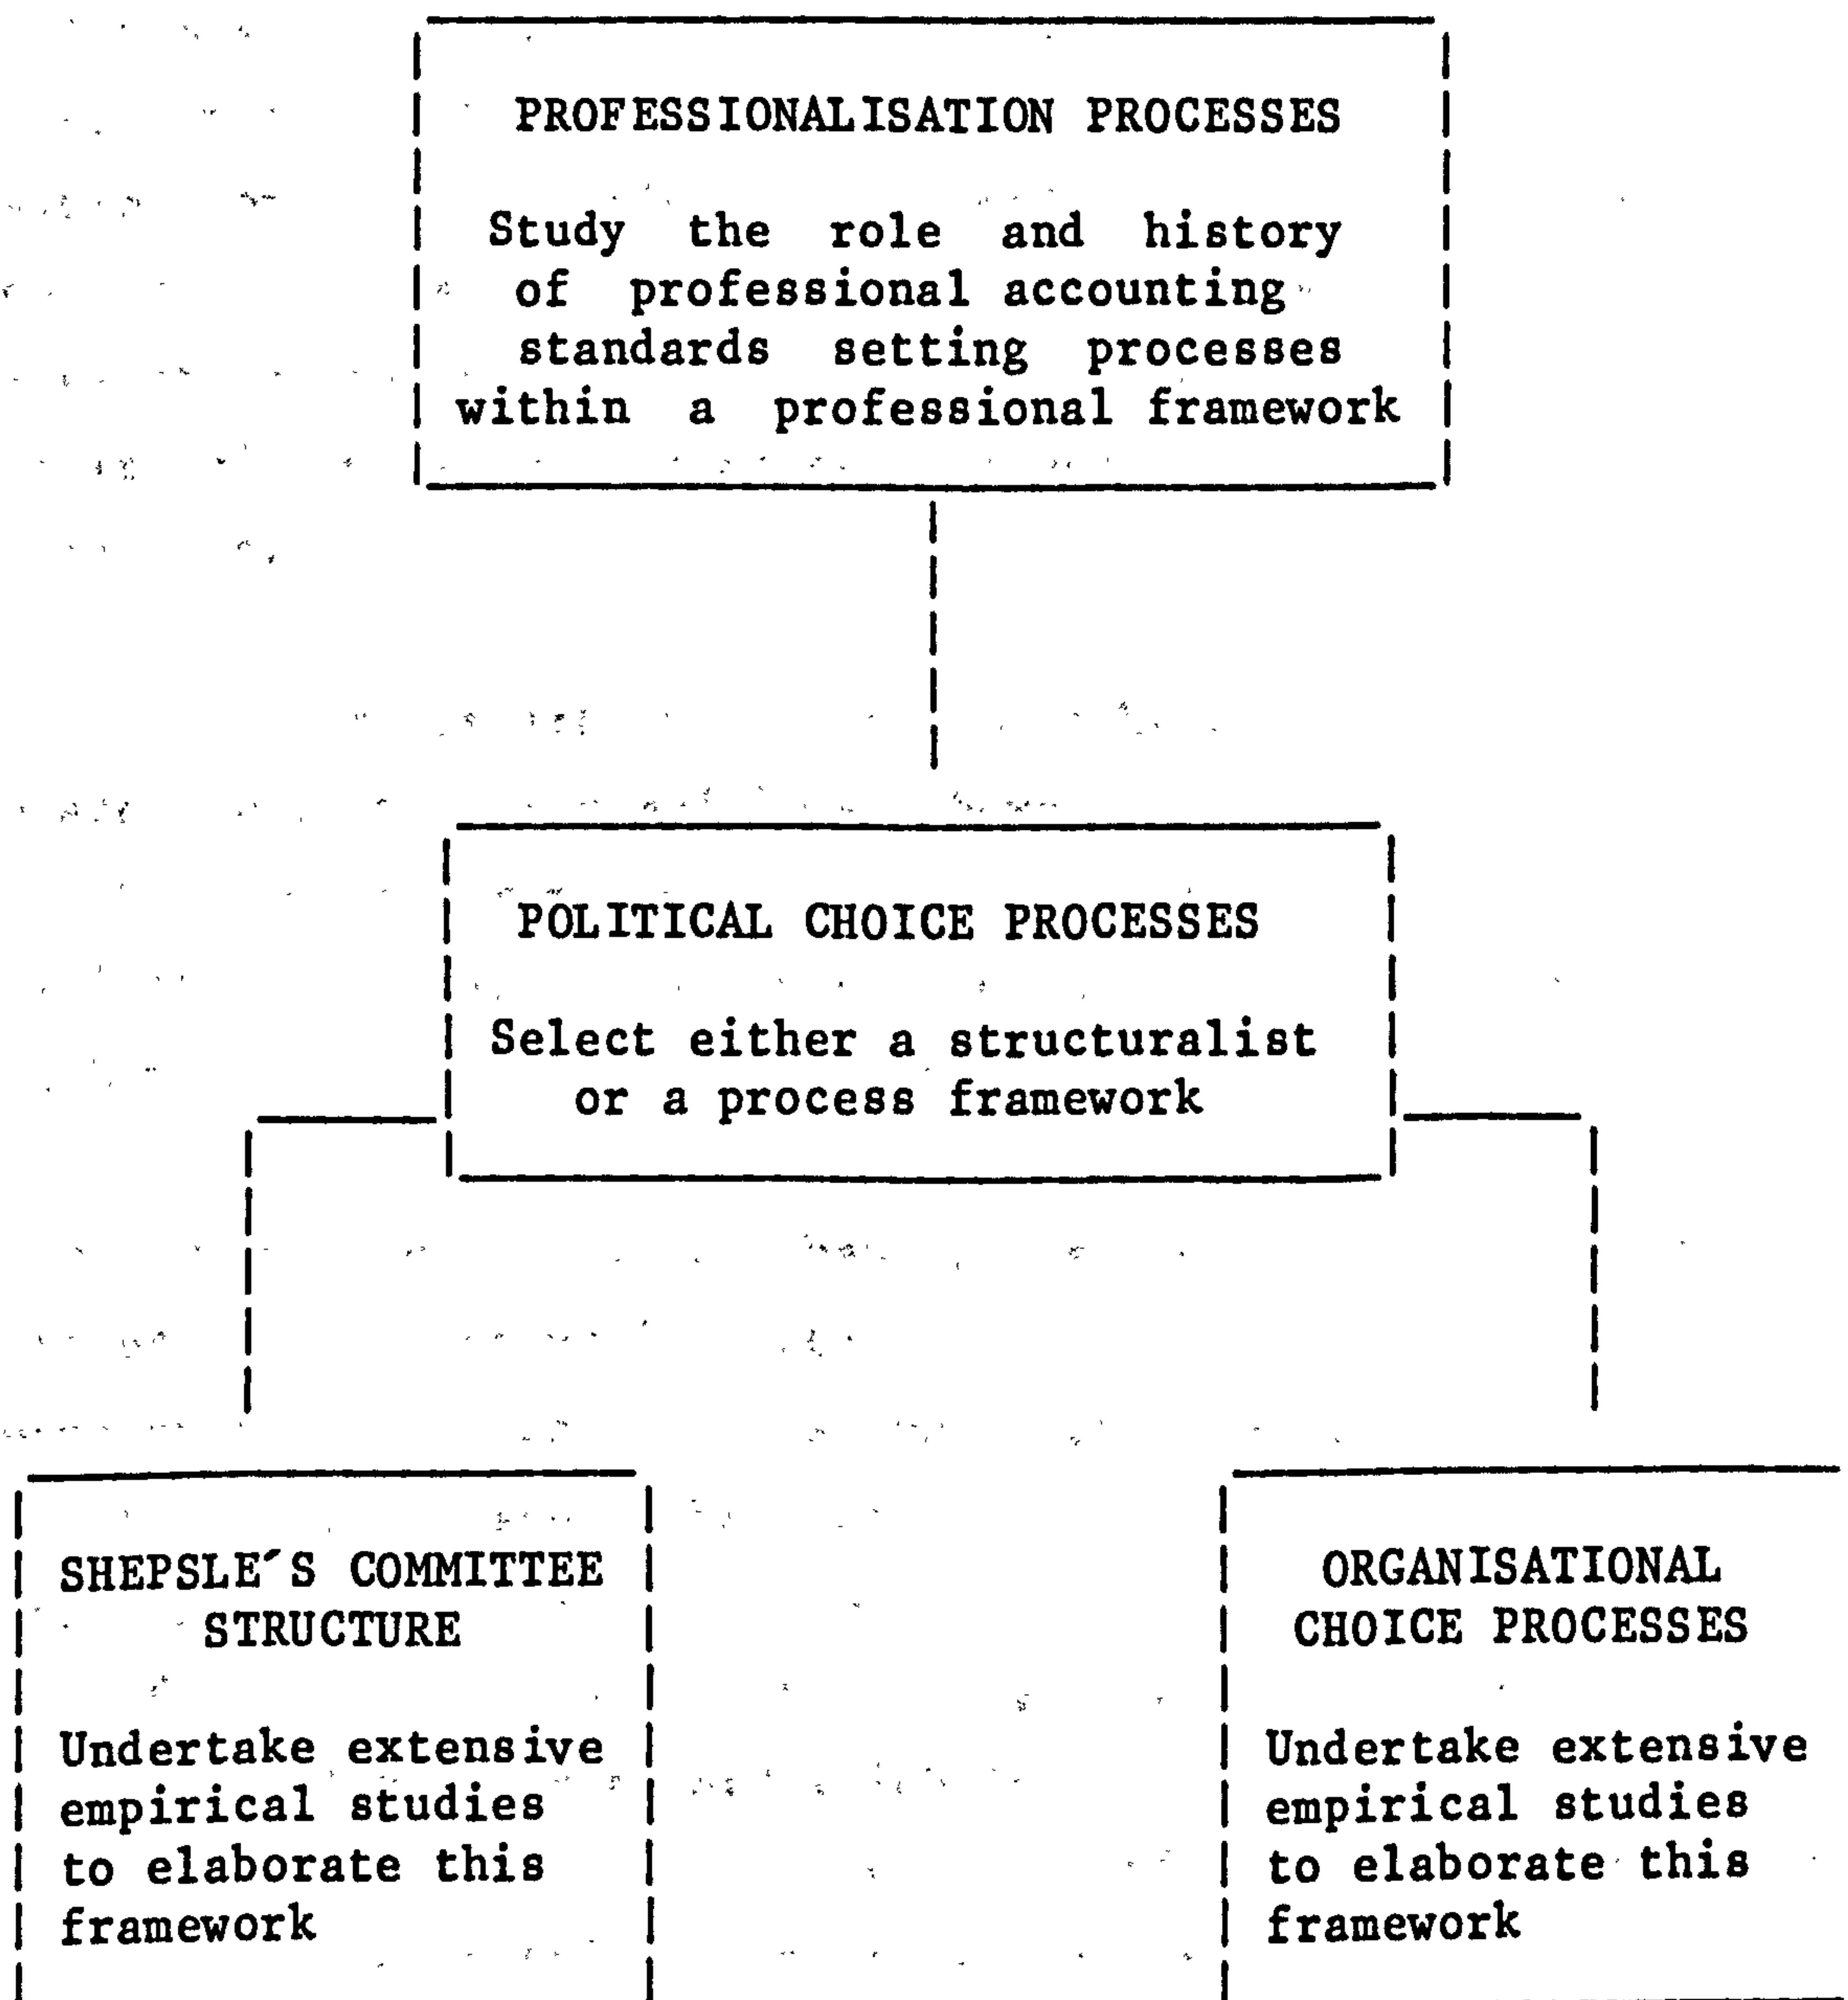 PROFESSIONALISATION PROCESSES
Study the role and history
of professional accounting
standards setting processes
within a professional framework
POLITICAL CHOICE PROCESSES
Select either a structuralist
or a process framework
SHEPSLE´S COMMITTEE
STRUCTURE
Undertake extensive
empirical studies
to elaborate this
framework
ORGANISATIONAL
CHOICE PROCESSES
Undertake extensive
empirical studies
to elaborate this
framework